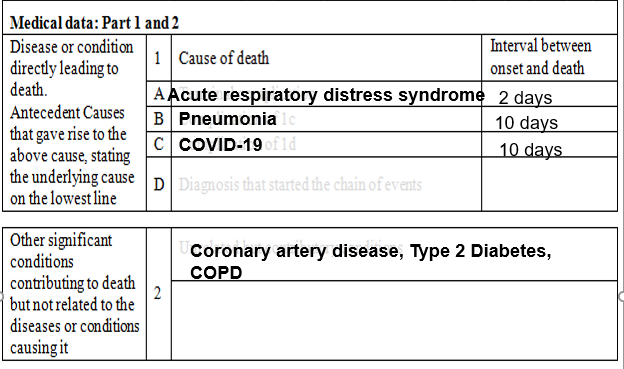 Medical data: Part 1 and 2
Disease or condition
directly leading to
death.
Antecedent Causes
that gave rise to the
above cause, stating
the underlying cause
on the lowest line
1 Cause of death
Interval between
onset and death
A Acute respiratory distress syndrome 2 days
B Pneumonia 1c 10 days
C COVID-19 of 1d 10 days
D Diagnosis that started the chain of events
Other significant
conditions
contributing to death
but not related to the
diseases or conditions
causing it
2
Coronary artery disease, Type 2 Diabetes,
COPD